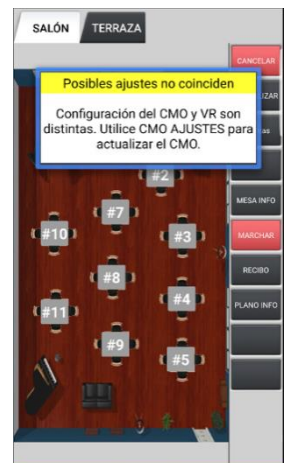 SALÓN
TERRAZA
CANCELAR
Posibles ajustes no coinciden
Configuración del CMO y VR son
distintas. Utilice CMO AJUSTES para
actualizar el CMO.
#2
MESA INFO
#7
#10
#3
MARCHAR
#8
RECIBO
#4
PLANO INFO
#11
#9
#5